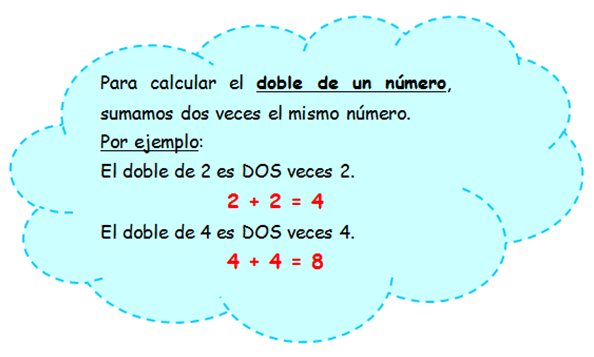 Para calcular el doble de un número,
sumamos dos veces el mismo número.
Por ejemplo:
El doble de 2 es DOS veces 2.
2 + 2 = 4
El doble de 4 es DOS veces 4.
4 + 4 = 8